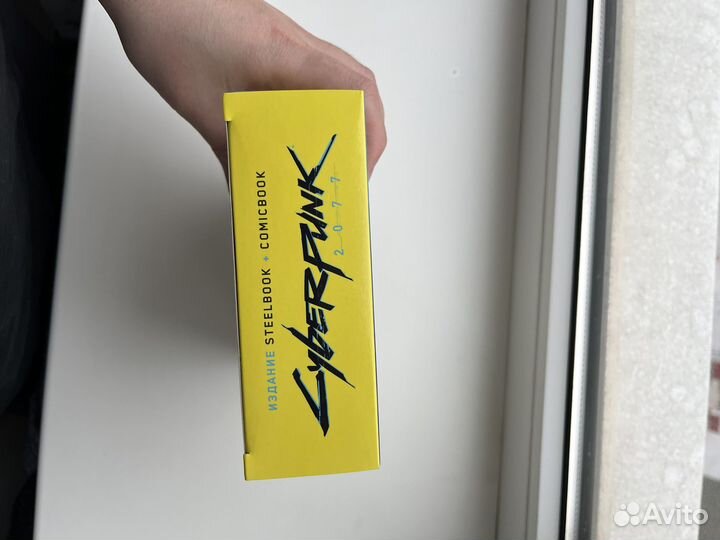 ИЗДАНИЕ STEELBOOK + COMICBOOK
CYBERPUNK
2077
Avito